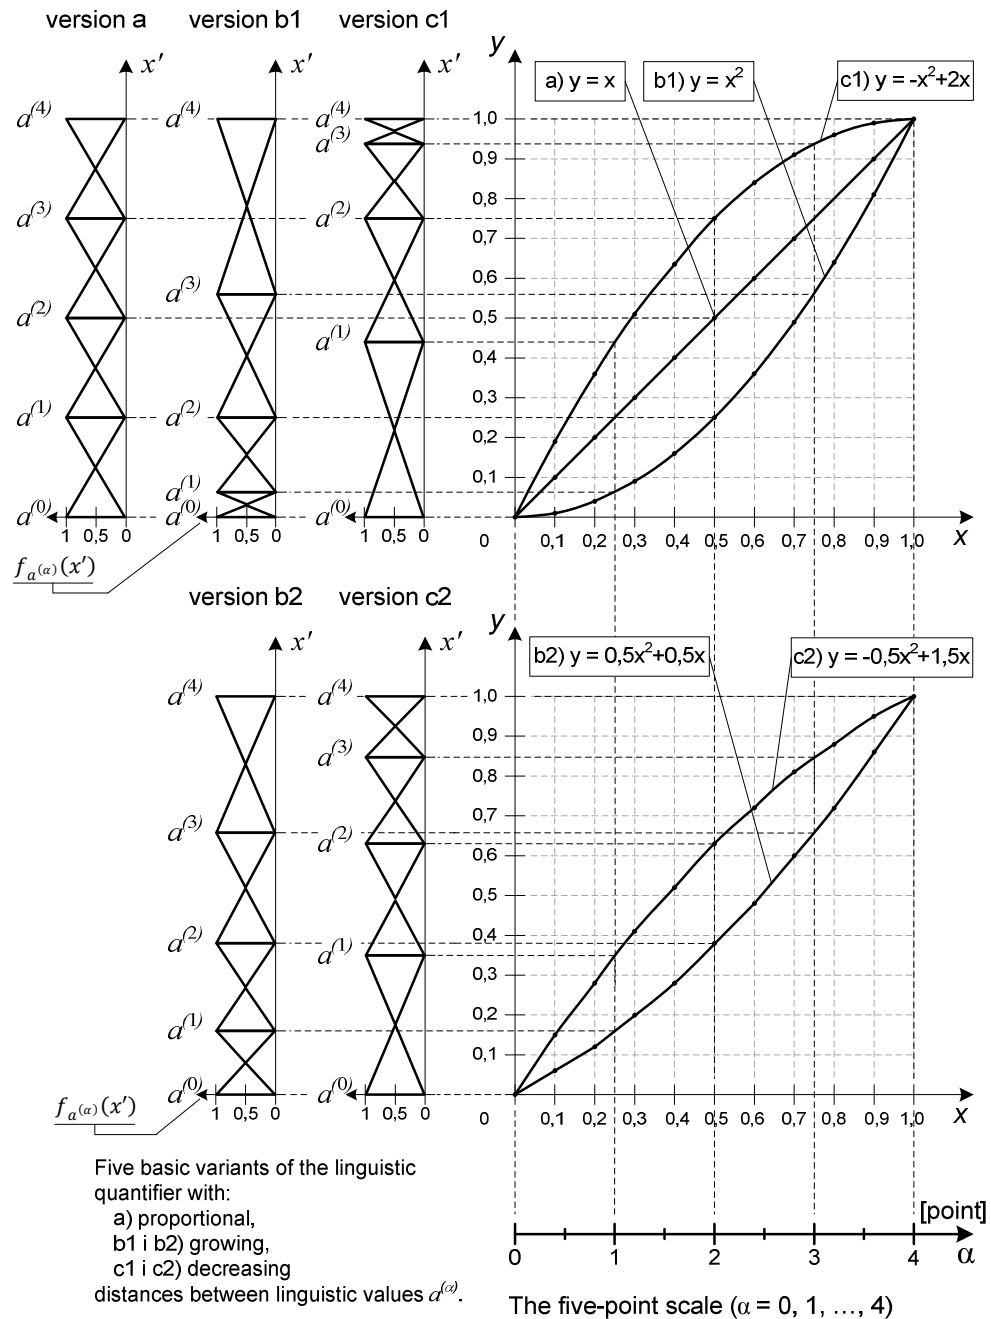 version a version b1 version c1
x′ x′ x′ y
a) y = x b1) y = x² c1) y = -x²+2x
a⁽⁴⁾ a⁽⁴⁾ a⁽⁴⁾ 1,0
a⁽³⁾
0,9
0,8
a⁽³⁾ a⁽²⁾
0,7
0,6
a⁽³⁾
a⁽²⁾ 0,5
a⁽¹⁾
0,4
0,3
a⁽¹⁾ a⁽²⁾
0,2
0,1
a⁽¹⁾
a⁽⁰⁾ a⁽⁰⁾ a⁽⁰⁾
1 0,5 0 1 0,5 0 1 0,5 0 0 0,1 0,2 0,3 0,4 0,5 0,6 0,7 0,8 0,9 1,0 x
f a⁽ᵅ⁾ (x′)
version b2 version c2
x′ x′ y
b2) y = 0,5x²+0,5x c2) y = -0,5x²+1,5x
a⁽⁴⁾ a⁽⁴⁾ 1,0
0,9
a⁽³⁾
0,8
0,7
a⁽³⁾ a⁽²⁾
0,6
0,5
a⁽²⁾ a⁽¹⁾
0,4
0,3
0,2
a⁽¹⁾
0,1
a⁽⁰⁾ a⁽⁰⁾
1 0,5 0 1 0,5 0 0 0,1 0,2 0,3 0,4 0,5 0,6 0,7 0,8 0,9 1,0 x
f a⁽ᵅ⁾ (x′)
Five basic variants of the linguistic
quantifier with:
a) proportional,
b1 i b2) growing,
c1 i c2) decreasing
distances between linguistic values a⁽ᵅ⁾.
[point]
0 1 2 3 4 α
The five-point scale (α = 0, 1, …, 4)